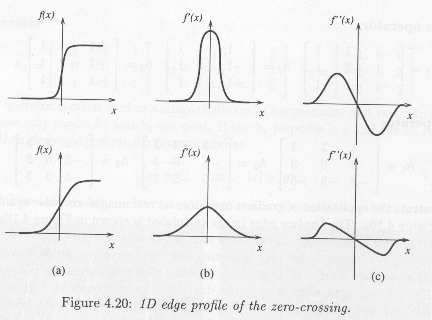 f(x)
f'(x)
f''(x)
x
x
x
f(x)
f'(x)
f''(x)
x
x
x
(a)
(b)
(c)
Figure 4.20: 1D edge profile of the zero-crossing.